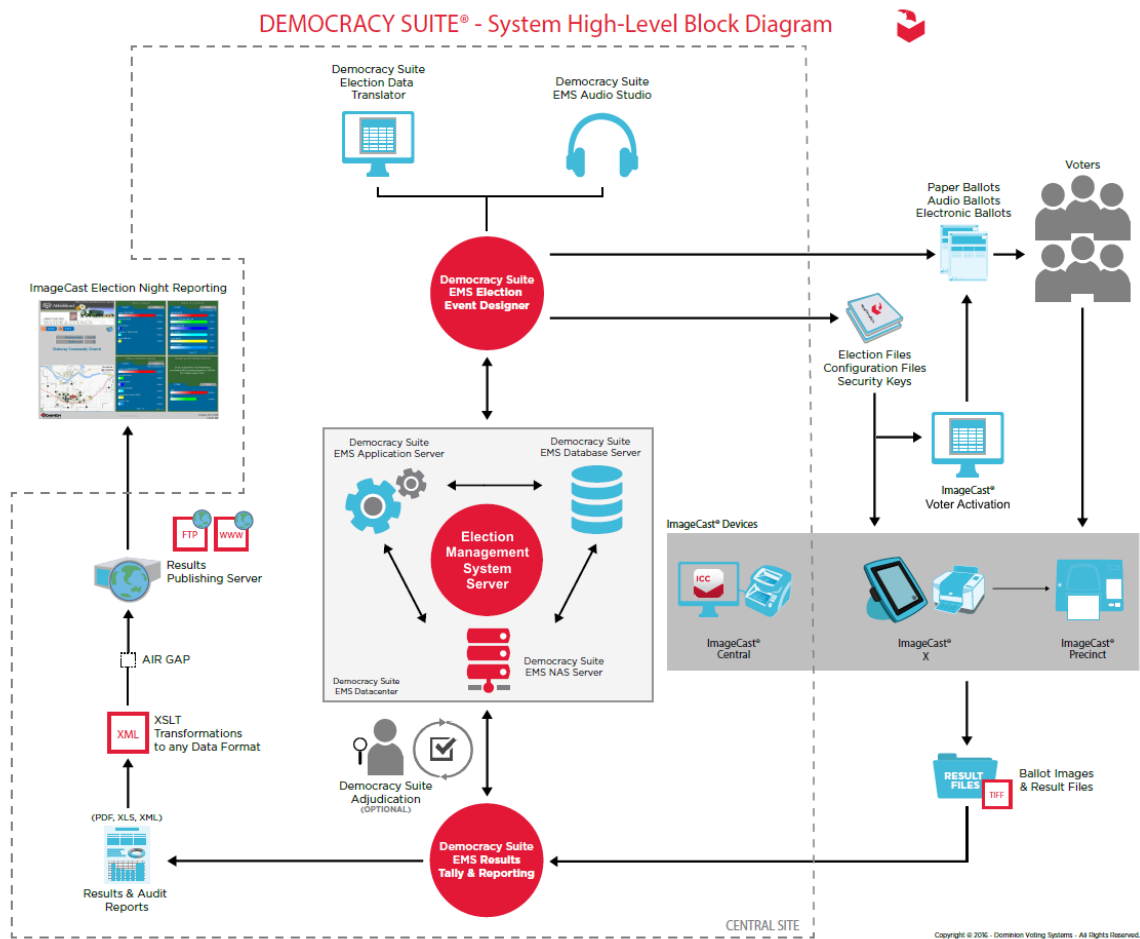 DEMOCRACY SUITE® - System High-Level Block Diagram
Democracy Suite
Election Data
Translator
Democracy Suite
EMS Audio Studio
Voters
Paper Ballots
Audio Ballots
Electronic Ballots
Democracy Suite
EMS Election
Event Designer
ImageCast Election Night Reporting
Election Files
Configuration Files
Security Keys
Democracy Suite
EMS Application Server
Democracy Suite
EMS Database Server
ImageCast®
Voter Activation
Election
Management
System
Server
ImageCast® Devices
FTP
WWW
Results
Publishing Server
ICC
ImageCast®
Central
ImageCast®
X
ImageCast®
Precinct
AIR GAP
Democracy Suite
EMS NAS Server
Democracy Suite
EMS Datacenter
XML
XSLT
Transformations
to any Data Format
Democracy Suite
Adjudication
(OPTIONAL)
RESULT
FILES
TIFF
Ballot Images
& Result Files
(PDF, XLS, XML)
Democracy Suite
EMS Results
Tally & Reporting
Results & Audit
Reports
CENTRAL SITE
Copyright © 2016 - Dominion Voting Systems - All Rights Reserved.